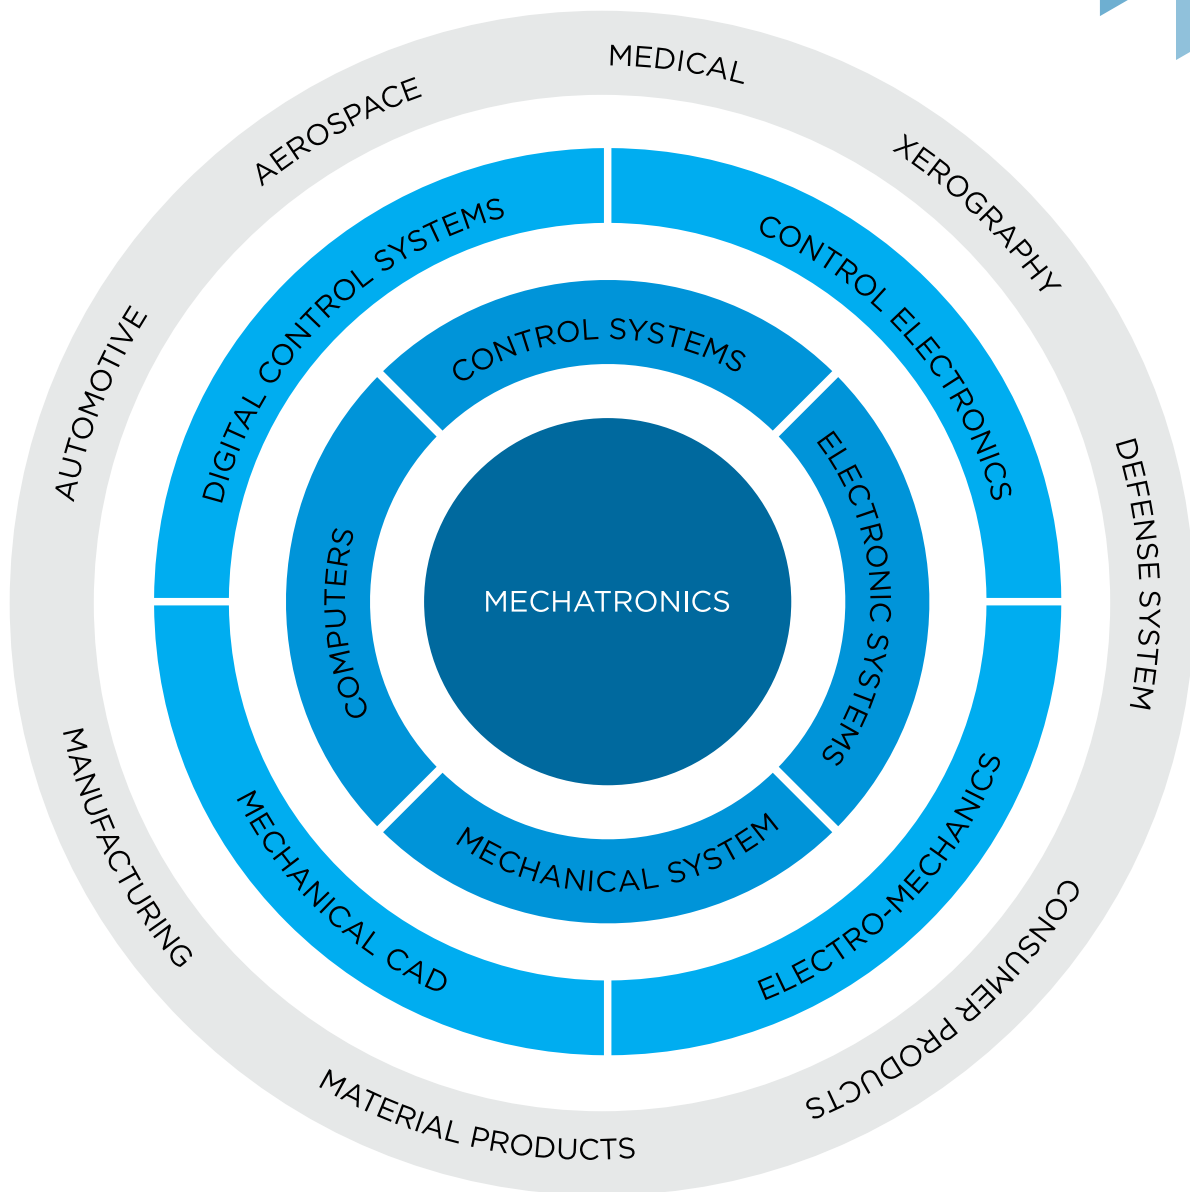 MEDICAL
XEROGRAPHY
DEFENSE SYSTEM
CONSUMER PRODUCTS
MATERIAL PRODUCTS
MANUFACTURING
AUTOMOTIVE
AEROSPACE
DIGITAL CONTROL SYSTEMS
CONTROL ELECTRONICS
ELECTRO-MECHANICS
MECHANICAL CAD
CONTROL SYSTEMS
ELECTRONIC SYSTEMS
MECHANICAL SYSTEM
COMPUTERS
MECHATRONICS